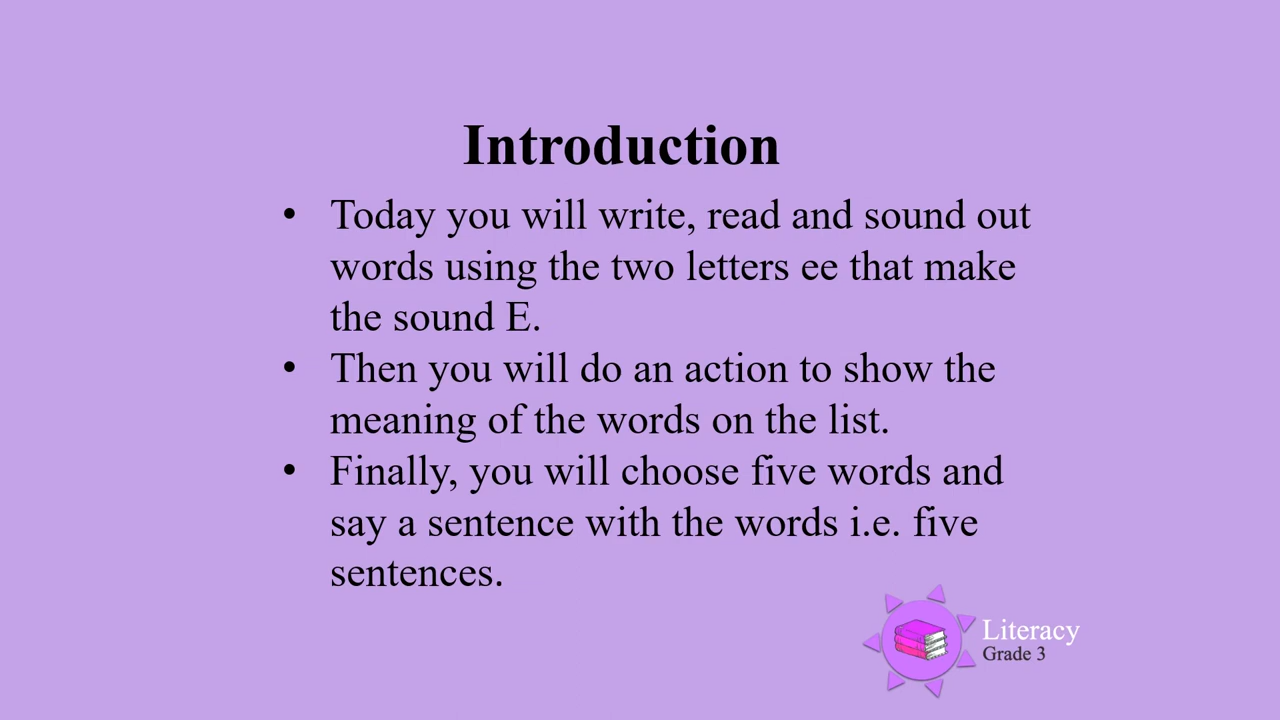 Introduction
• Today you will write, read and sound out
words using the two letters ee that make
the sound E.
• Then you will do an action to show the
meaning of the words on the list.
• Finally, you will choose five words and
say a sentence with the words i.e. five
sentences.
Literacy
Grade 3